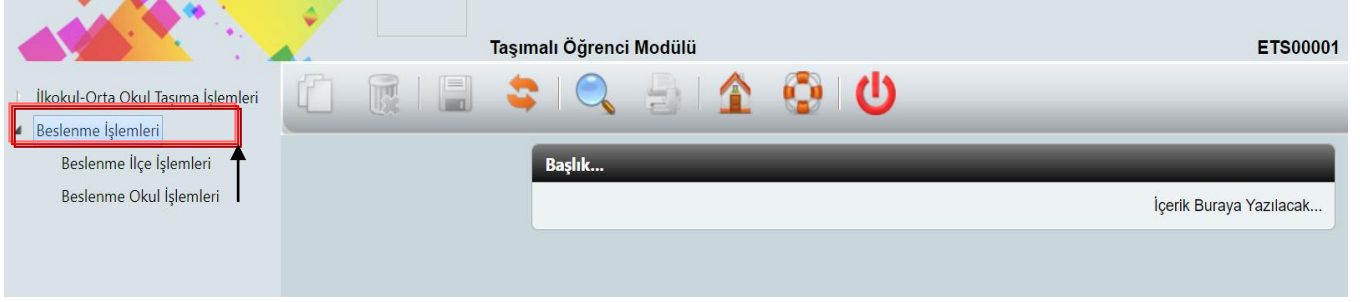 Taşımalı Öğrenci Modülü ETS00001
İlkokul-Orta Okul Taşıma İşlemleri
Beslenme İşlemleri
Beslenme İlçe İşlemleri
Beslenme Okul İşlemleri
Başlık...
İçerik Buraya Yazılacak...